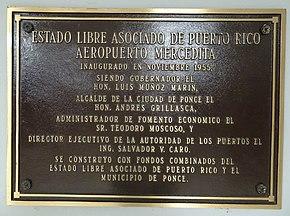 ESTADO LIBRE ASOCIADO DE PUERTO RICO
AEROPUERTO MERCEDITA
INAUGURADO EN NOVIEMBRE 1955
SIENDO GOBERNADOR EL
HON. LUIS MUÑOZ MARIN,
ALCALDE DE LA CIUDAD DE PONCE EL
HON. ANDRES GRILLASCA,
ADMINISTRADOR DE FOMENTO ECONOMICO EL
SR. TEODORO MOSCOSO, Y
DIRECTOR EJECUTIVO DE LA AUTORIDAD DE LOS PUERTOS EL
ING. SALVADOR V. CARO.
SE CONSTRUYO CON FONDOS COMBINADOS DEL
ESTADO LIBRE ASOCIADO DE PUERTO RICO Y EL
MUNICIPIO DE PONCE.